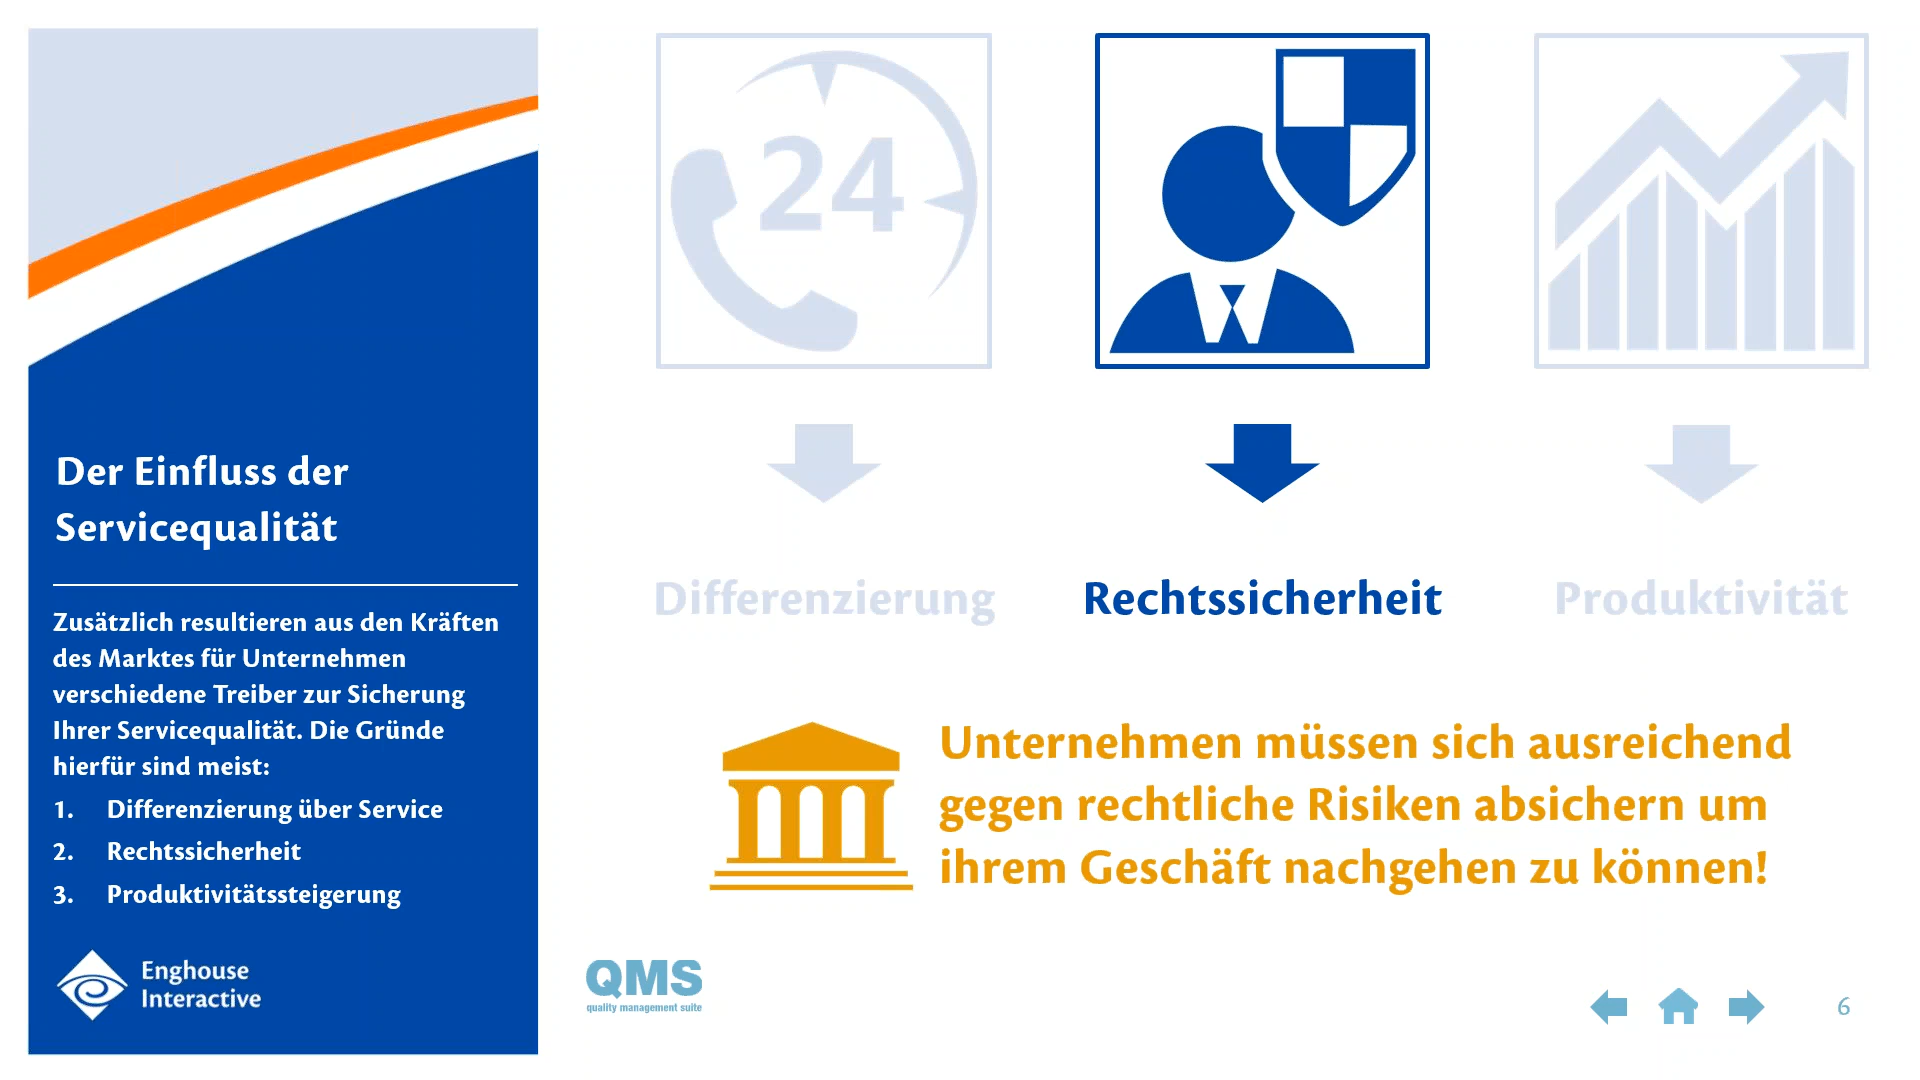 Der Einfluss der
Servicequalität
Zusätzlich resultieren aus den Kräften
des Marktes für Unternehmen
verschiedene Treiber zur Sicherung
Ihrer Servicequalität. Die Gründe
hierfür sind meist:
1. Differenzierung über Service
2. Rechtssicherheit
3. Produktivitätssteigerung
Enghouse
Interactive
24
Differenzierung
Rechtssicherheit
Produktivität
Unternehmen müssen sich ausreichend
gegen rechtliche Risiken absichern um
ihrem Geschäft nachgehen zu können!
QMS
quality management suite
6